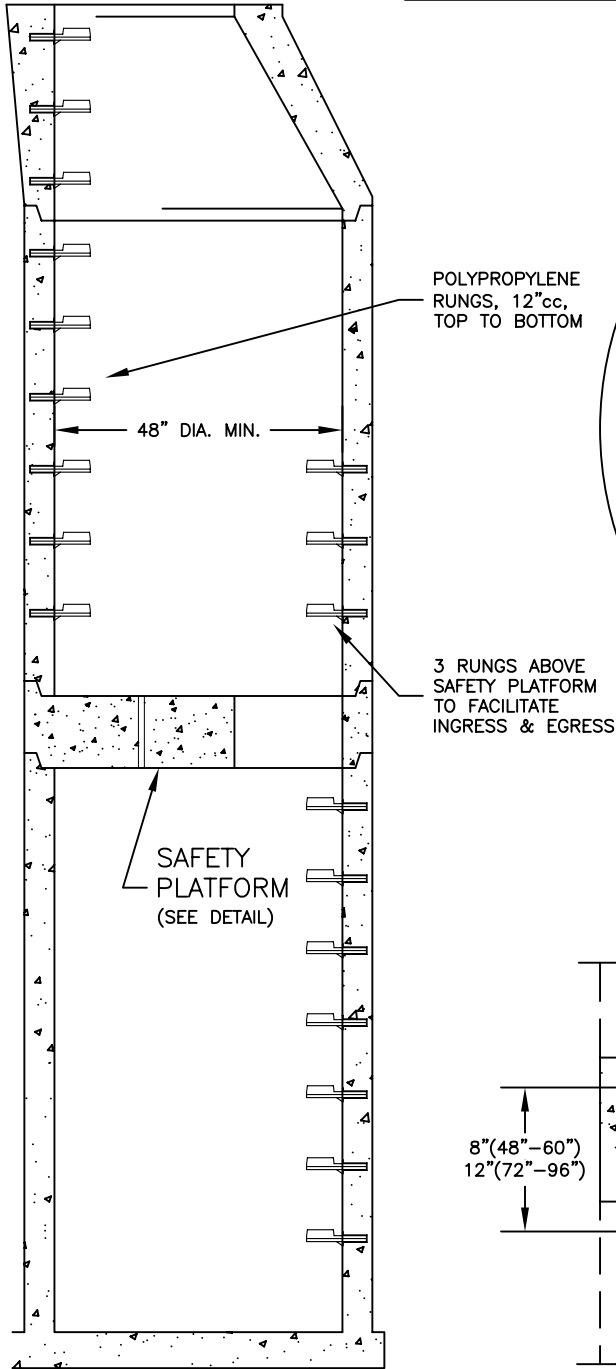 POLYPROPYLENE
RUNGS, 12"cc,
TOP TO BOTTOM
48" DIA. MIN.
3 RUNGS ABOVE
SAFETY PLATFORM
TO FACILITATE
INGRESS & EGRESS
SAFETY
PLATFORM
(SEE DETAIL)
8"(48"-60")
12"(72"-96")